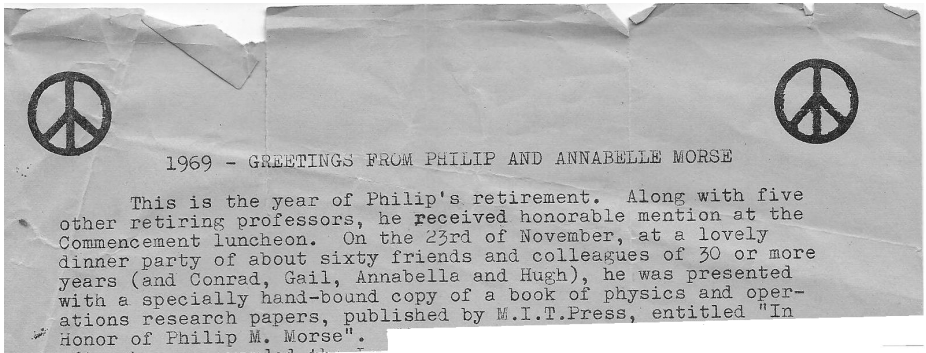 1969 - GREETINGS FROM PHILIP AND ANNABELLE MORSE
This is the year of Philip's retirement. Along with five
other retiring professors, he received honorable mention at the
Commencement luncheon. On the 23rd of November, at a lovely
dinner party of about sixty friends and colleagues of 30 or more
years (and Conrad, Gail, Annabella and Hugh), he was presented
with a specially hand-bound copy of a book of physics and oper-
ations research papers, published by M.I.T.Press, entitled "In
Honor of Philip M. Morse".